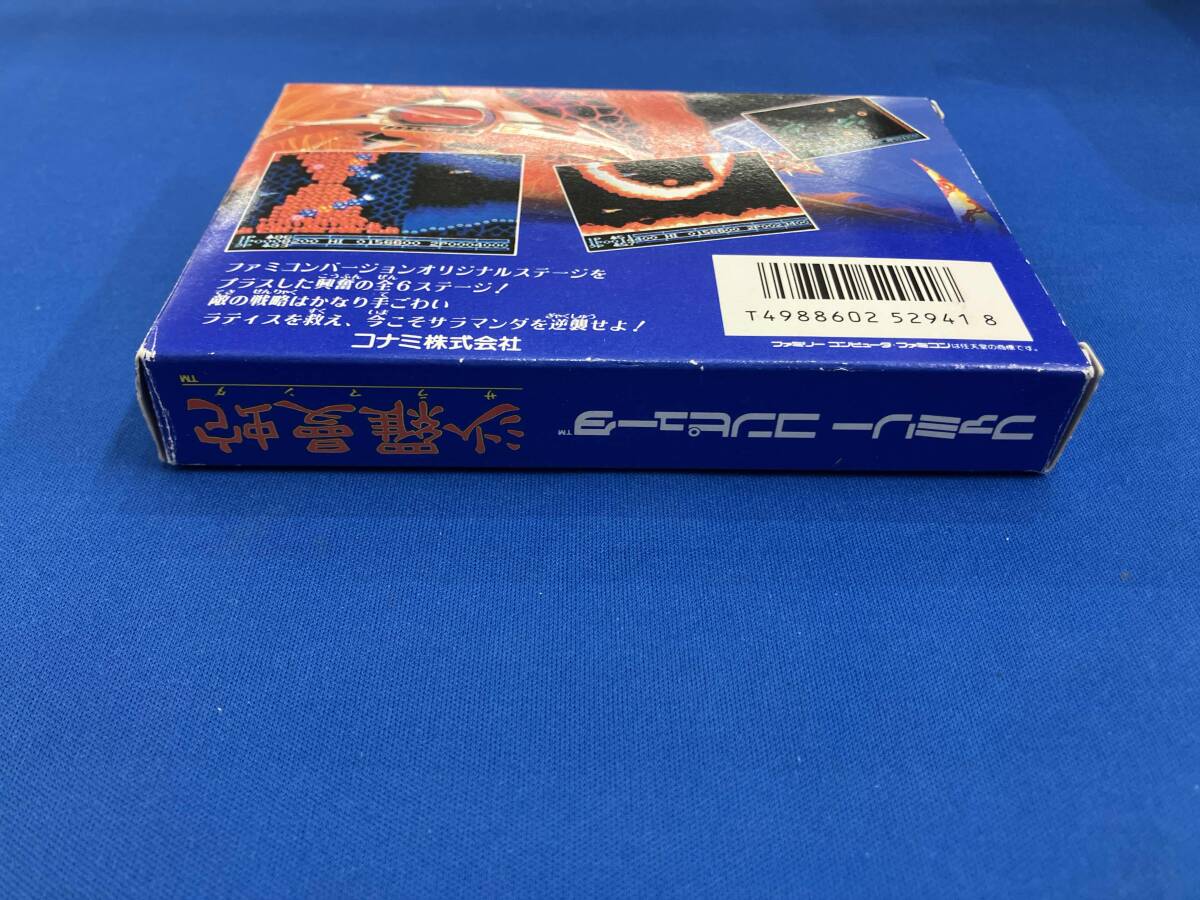 ファミコンバージョンオリジナルステージを
プラスした興奮の全6ステージ!
敵の戦略はかなり手ごわい
ラティスを救え、今こそサラマンダを逆襲せよ!
コナミ株式会社
T4988602 52941 8
ファミリー コンピュータ・ファミコンは任天堂の商標です。
沙羅曼蛇
サラマンダ
TM
ファミリー コンピュータ TM